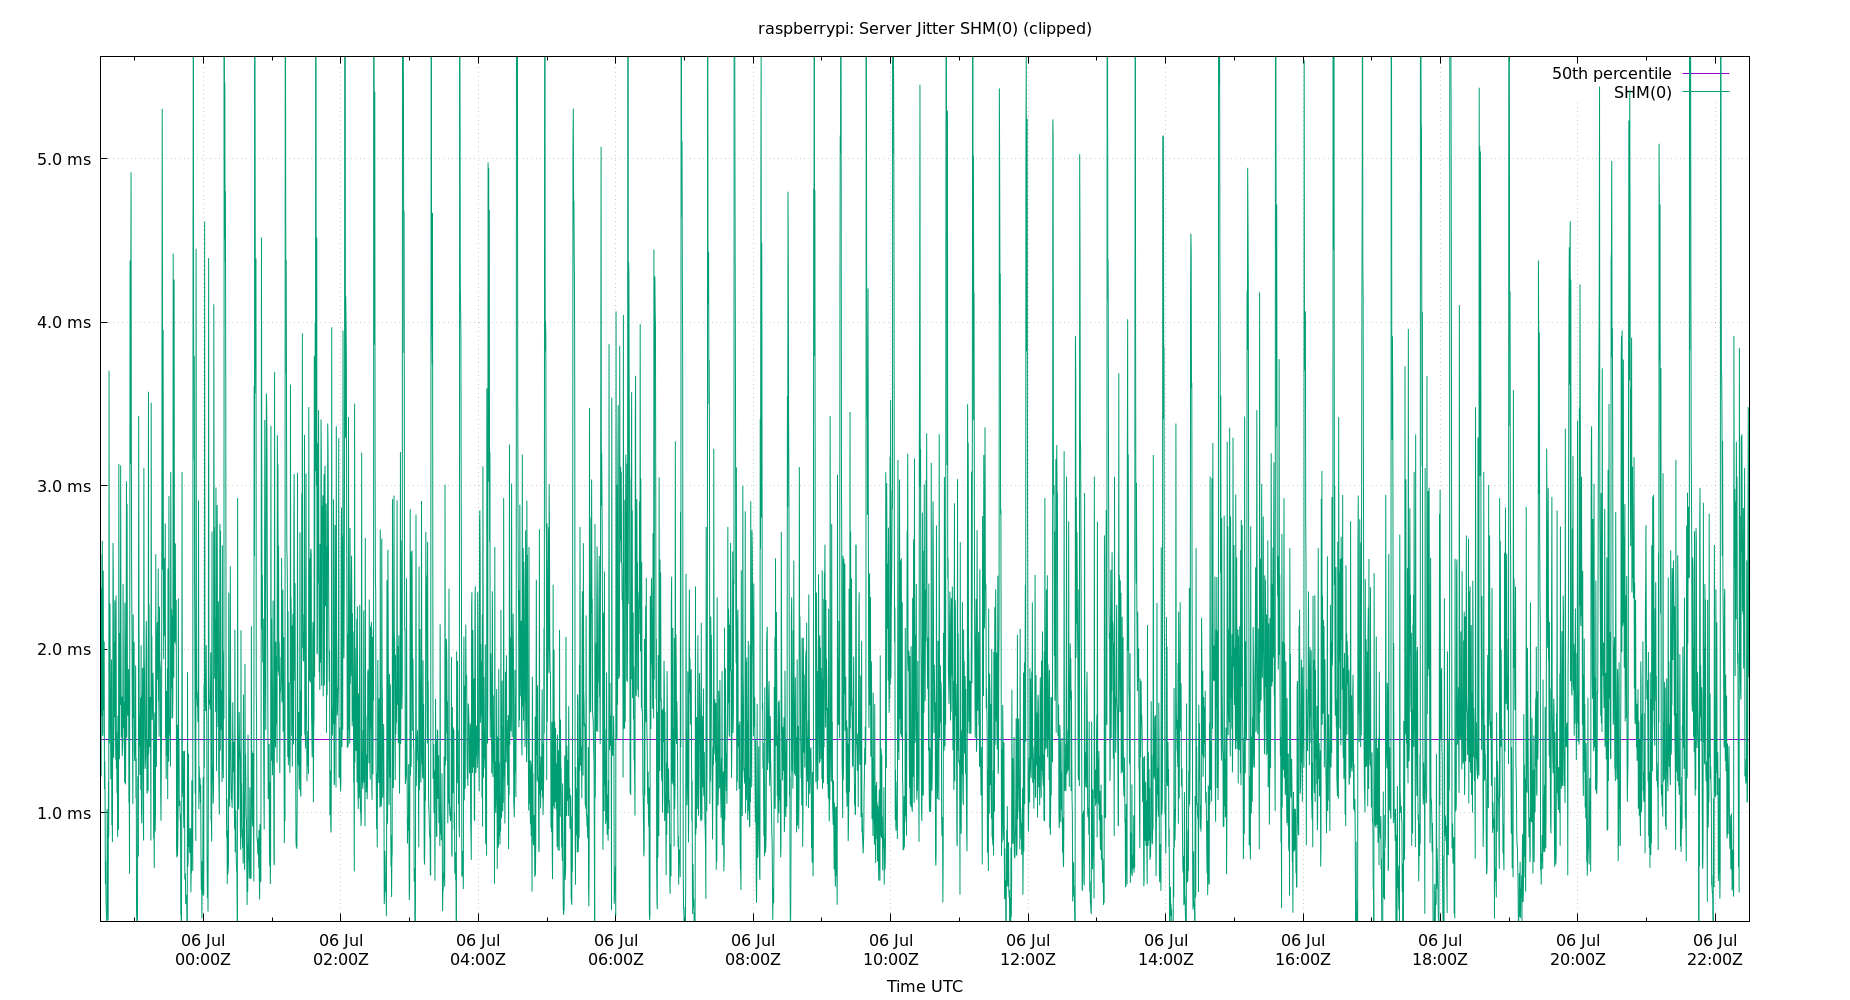 raspberrypi: Server Jitter SHM(0) (clipped)
50th percentile
SHM(0)
5.0 ms
4.0 ms
3.0 ms
2.0 ms
1.0 ms
06 Jul 06 Jul 06 Jul 06 Jul 06 Jul 06 Jul 06 Jul 06 Jul 06 Jul 06 Jul 06 Jul 06 Jul
00:00Z 02:00Z 04:00Z 06:00Z 08:00Z 10:00Z 12:00Z 14:00Z 16:00Z 18:00Z 20:00Z 22:00Z
Time UTC